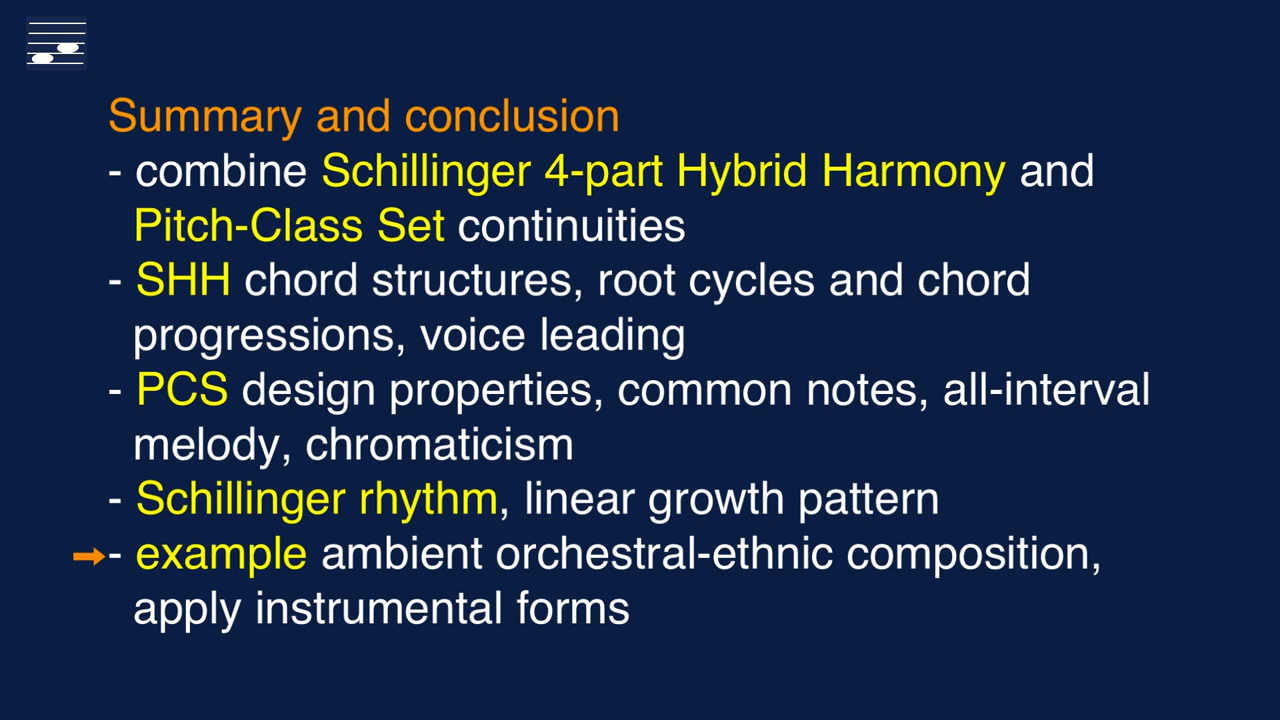 Summary and conclusion
- combine Schillinger 4-part Hybrid Harmony and
Pitch-Class Set continuities
- SHH chord structures, root cycles and chord
progressions, voice leading
- PCS design properties, common notes, all-interval
melody, chromaticism
- Schillinger rhythm, linear growth pattern
➞- example ambient orchestral-ethnic composition,
apply instrumental forms